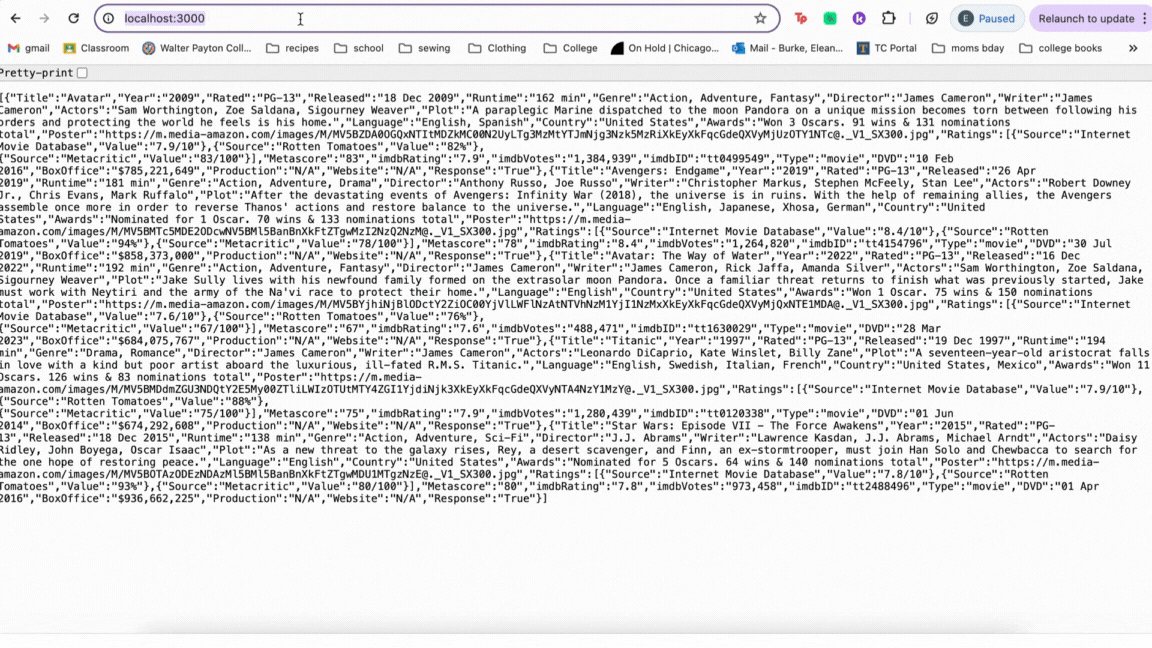 localhost:3000
E Paused
Relaunch to update
gmail Classroom Walter Payton Coll... recipes school sewing Clothing College On Hold | Chicago... Mail - Burke, Elean... TC Portal moms bday college books »
Pretty-print
[{"Title":"Avatar","Year":"2009","Rated":"PG-13","Released":"18 Dec 2009","Runtime":"162 min","Genre":"Action, Adventure, Fantasy","Director":"James Cameron","Writer":"James
Cameron","Actors":"Sam Worthington, Zoe Saldana, Sigourney Weaver","Plot":"A paraplegic Marine dispatched to the moon Pandora on a unique mission becomes torn between following his
orders and protecting the world he feels is his home.","Language":"English, Spanish","Country":"United States","Awards":"Won 3 Oscars. 91 wins & 131 nominations
total","Poster":"https://m.media-amazon.com/images/M/MV5BZDA0OGQxNTItMDZkMC00N2UyLTg3MzMtYTJmNjg3Nzk5MzRiXkEyXkFqcGdeQXVyMjUzOTY1NTc@._V1_SX300.jpg","Ratings":[{"Source":"Internet
Movie Database","Value":"7.9/10"},{"Source":"Rotten Tomatoes","Value":"82%"},
{"Source":"Metacritic","Value":"83/100"}],"Metascore":"83","imdbRating":"7.9","imdbVotes":"1,384,939","imdbID":"tt0499549","Type":"movie","DVD":"10 Feb
2016","BoxOffice":"$785,221,649","Production":"N/A","Website":"N/A","Response":"True"},{"Title":"Avengers: Endgame","Year":"2019","Rated":"PG-13","Released":"26 Apr
2019","Runtime":"181 min","Genre":"Action, Adventure, Drama","Director":"Anthony Russo, Joe Russo","Writer":"Christopher Markus, Stephen McFeely, Stan Lee","Actors":"Robert Downey
Jr., Chris Evans, Mark Ruffalo","Plot":"After the devastating events of Avengers: Infinity War (2018), the universe is in ruins. With the help of remaining allies, the Avengers
assemble once more in order to reverse Thanos' actions and restore balance to the universe.","Language":"English, Japanese, Xhosa, German","Country":"United
States","Awards":"Nominated for 1 Oscar. 70 wins & 133 nominations total","Poster":"https://m.media-
amazon.com/images/M/MV5BMTc5MDE2ODcwNV5BMl5BanBnXkFtZTgwMzI2NzQ2NzM@._V1_SX300.jpg","Ratings":[{"Source":"Internet Movie Database","Value":"8.4/10"},{"Source":"Rotten
Tomatoes","Value":"94%"},{"Source":"Metacritic","Value":"78/100"}],"Metascore":"78","imdbRating":"8.4","imdbVotes":"1,264,820","imdbID":"tt4154796","Type":"movie","DVD":"30 Jul
2019","BoxOffice":"$858,373,000","Production":"N/A","Website":"N/A","Response":"True"},{"Title":"Avatar: The Way of Water","Year":"2022","Rated":"PG-13","Released":"16 Dec
2022","Runtime":"192 min","Genre":"Action, Adventure, Fantasy","Director":"James Cameron","Writer":"James Cameron, Rick Jaffa, Amanda Silver","Actors":"Sam Worthington, Zoe Saldana,
Sigourney Weaver","Plot":"Jake Sully lives with his newfound family formed on the extrasolar moon Pandora. Once a familiar threat returns to finish what was previously started, Jake
must work with Neytiri and the army of the Na'vi race to protect their home.","Language":"English","Country":"United States","Awards":"Won 1 Oscar. 75 wins & 150 nominations
total","Poster":"https://m.media-amazon.com/images/M/MV5BYjhiNjBlODctY2ZiOC00YjVlLWFlNzAtNTVhNzM1YjI1NzMxXkEyXkFqcGdeQXVyMjQxNTE1MDA@._V1_SX300.jpg","Ratings":[{"Source":"Internet
Movie Database","Value":"7.6/10"},{"Source":"Rotten Tomatoes","Value":"76%"},
{"Source":"Metacritic","Value":"67/100"}],"Metascore":"67","imdbRating":"7.6","imdbVotes":"488,471","imdbID":"tt1630029","Type":"movie","DVD":"28 Mar
2023","BoxOffice":"$684,075,767","Production":"N/A","Website":"N/A","Response":"True"},{"Title":"Titanic","Year":"1997","Rated":"PG-13","Released":"19 Dec 1997","Runtime":"194
min","Genre":"Drama, Romance","Director":"James Cameron","Writer":"James Cameron","Actors":"Leonardo DiCaprio, Kate Winslet, Billy Zane","Plot":"A seventeen-year-old aristocrat falls
in love with a kind but poor artist aboard the luxurious, ill-fated R.M.S. Titanic.","Language":"English, Swedish, Italian, French","Country":"United States, Mexico","Awards":"Won 11
Oscars. 126 wins & 83 nominations total","Poster":"https://m.media-
amazon.com/images/M/MV5BMDdmZGU3NDQtY2E5My00ZTliLWIzOTUtMTY4ZGI1YjdiNjk3XkEyXkFqcGdeQXVyNTA4NzY1MzY@._V1_SX300.jpg","Ratings":[{"Source":"Internet Movie Database","Value":"7.9/10"},
{"Source":"Rotten Tomatoes","Value":"88%"},
{"Source":"Metacritic","Value":"75/100"}],"Metascore":"75","imdbRating":"7.9","imdbVotes":"1,280,439","imdbID":"tt0120338","Type":"movie","DVD":"01 Jun
2014","BoxOffice":"$674,292,608","Production":"N/A","Website":"N/A","Response":"True"},{"Title":"Star Wars: Episode VII - The Force Awakens","Year":"2015","Rated":"PG-
13","Released":"18 Dec 2015","Runtime":"138 min","Genre":"Action, Adventure, Sci-Fi","Director":"J.J. Abrams","Writer":"Lawrence Kasdan, J.J. Abrams, Michael Arndt","Actors":"Daisy
Ridley, John Boyega, Oscar Isaac","Plot":"As a new threat to the galaxy rises, Rey, a desert scavenger, and Finn, an ex-stormtrooper, must join Han Solo and Chewbacca to search for
the one hope of restoring peace.","Language":"English","Country":"United States","Awards":"Nominated for 5 Oscars. 64 wins & 140 nominations total","Poster":"https://m.media-
amazon.com/images/M/MV5BOTAzODEzNDAzMl5BMl5BanBnXkFtZTgwMDU1MTgzNzE@._V1_SX300.jpg","Ratings":[{"Source":"Internet Movie Database","Value":"7.8/10"},{"Source":"Rotten
Tomatoes","Value":"93%"},{"Source":"Metacritic","Value":"80/100"}],"Metascore":"80","imdbRating":"7.8","imdbVotes":"973,458","imdbID":"tt2488496","Type":"movie","DVD":"01 Apr
2016","BoxOffice":"$936,662,225","Production":"N/A","Website":"N/A","Response":"True"}]